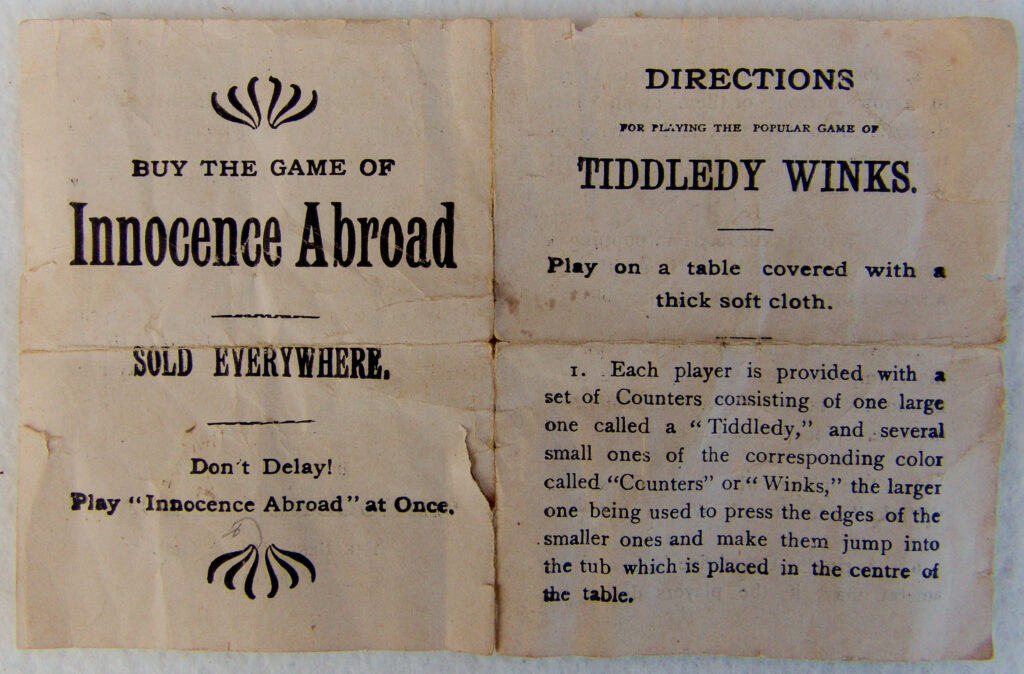 BUY THE GAME OF
Innocence Abroad
SOLD EVERYWHERE.
Don't Delay!
Play "Innocence Abroad" at Once.
DIRECTIONS
FOR PLAYING THE POPULAR GAME OF
TIDDLEDY WINKS.
Play on a table covered with a
thick soft cloth.
1. Each player is provided with a
set of Counters consisting of one large
one called a "Tiddledy," and several
small ones of the corresponding color
called "Counters" or "Winks," the larger
one being used to press the edges of the
smaller ones and make them jump into
the tub which is placed in the centre of
the table.